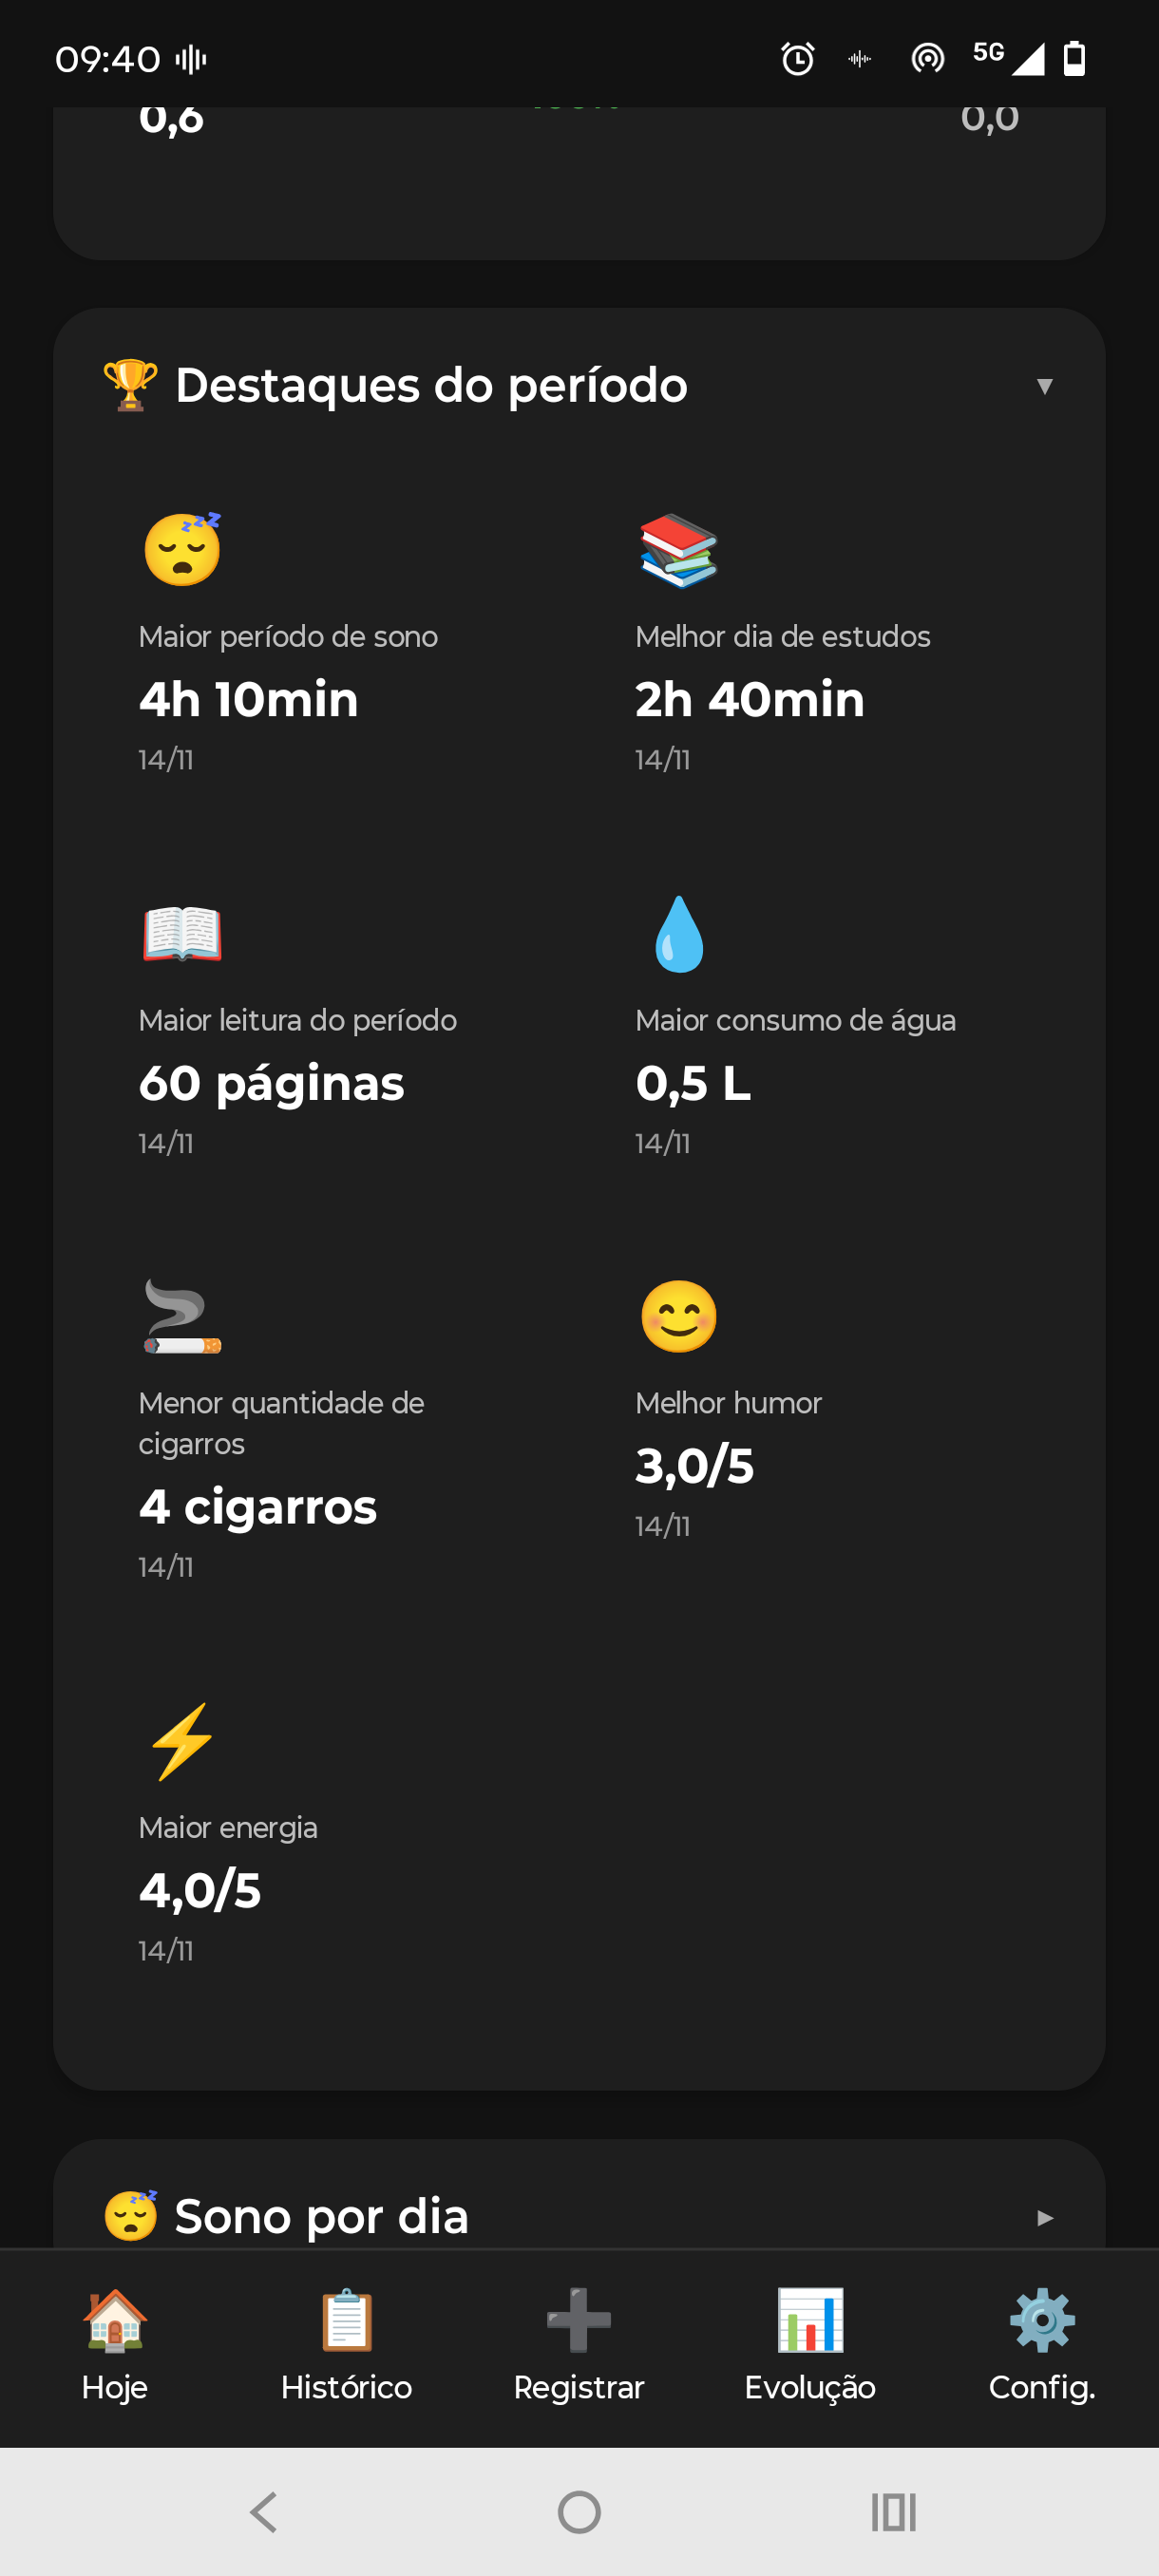 09:40
5G
0,6
0,0
🏆 Destaques do período
Maior período de sono
4h 10min
14/11
Melhor dia de estudos
2h 40min
14/11
Maior leitura do período
60 páginas
14/11
Maior consumo de água
0,5 L
14/11
Menor quantidade de
cigarros
4 cigarros
14/11
Melhor humor
3,0/5
14/11
Maior energia
4,0/5
14/11
😴 Sono por dia
Hoje
Histórico
Registrar
Evolução
Config.